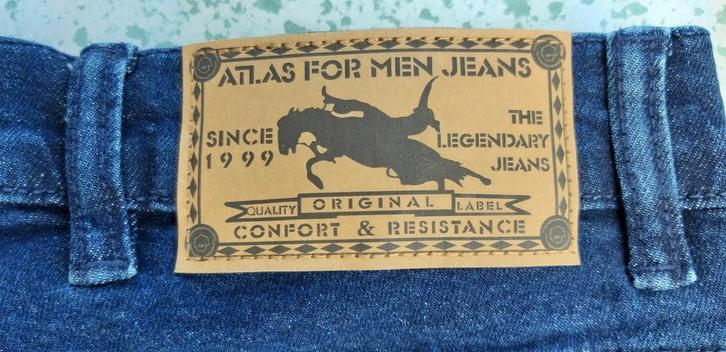 ATLAS FOR MEN JEANS
SINCE
1999
THE
LEGENDARY
JEANS
QUALITY ORIGINAL LABEL
CONFORT & RESISTANCE